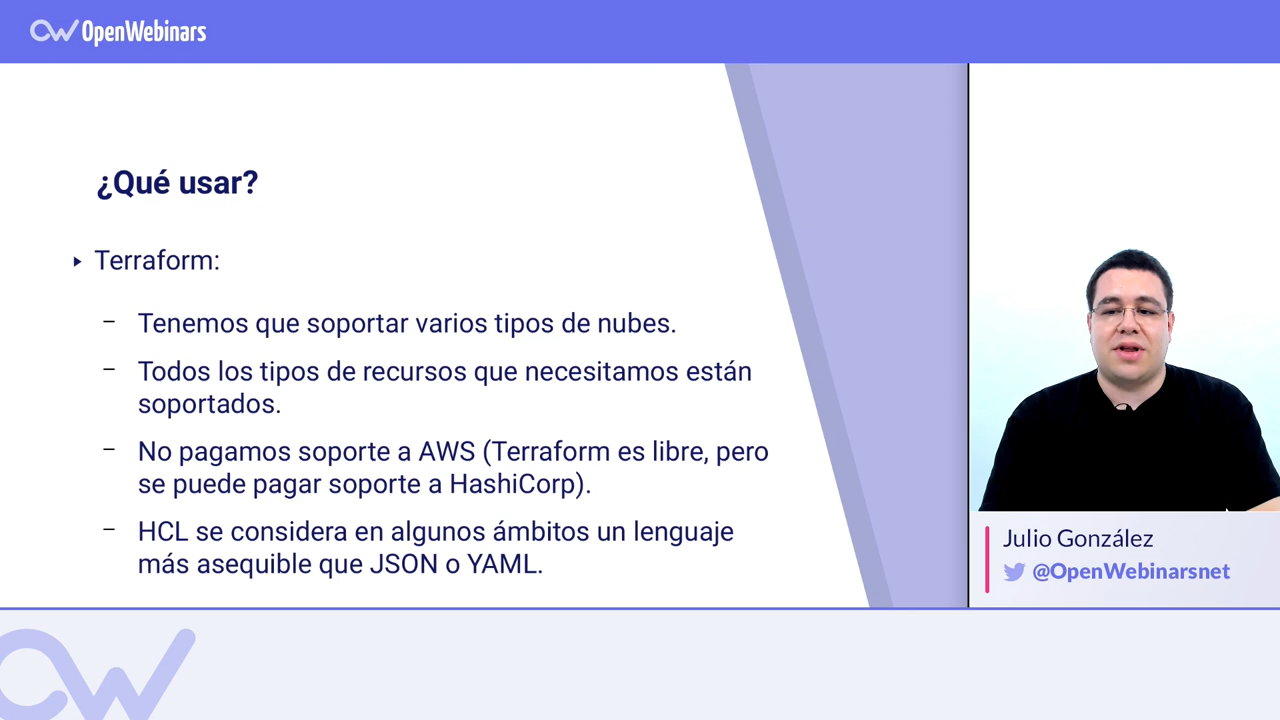 OpenWebinars
¿Qué usar?
▸ Terraform:
– Tenemos que soportar varios tipos de nubes.
– Todos los tipos de recursos que necesitamos están
soportados.
– No pagamos soporte a AWS (Terraform es libre, pero
se puede pagar soporte a HashiCorp).
– HCL se considera en algunos ámbitos un lenguaje
más asequible que JSON o YAML.
Julio González
@OpenWebinarsnet